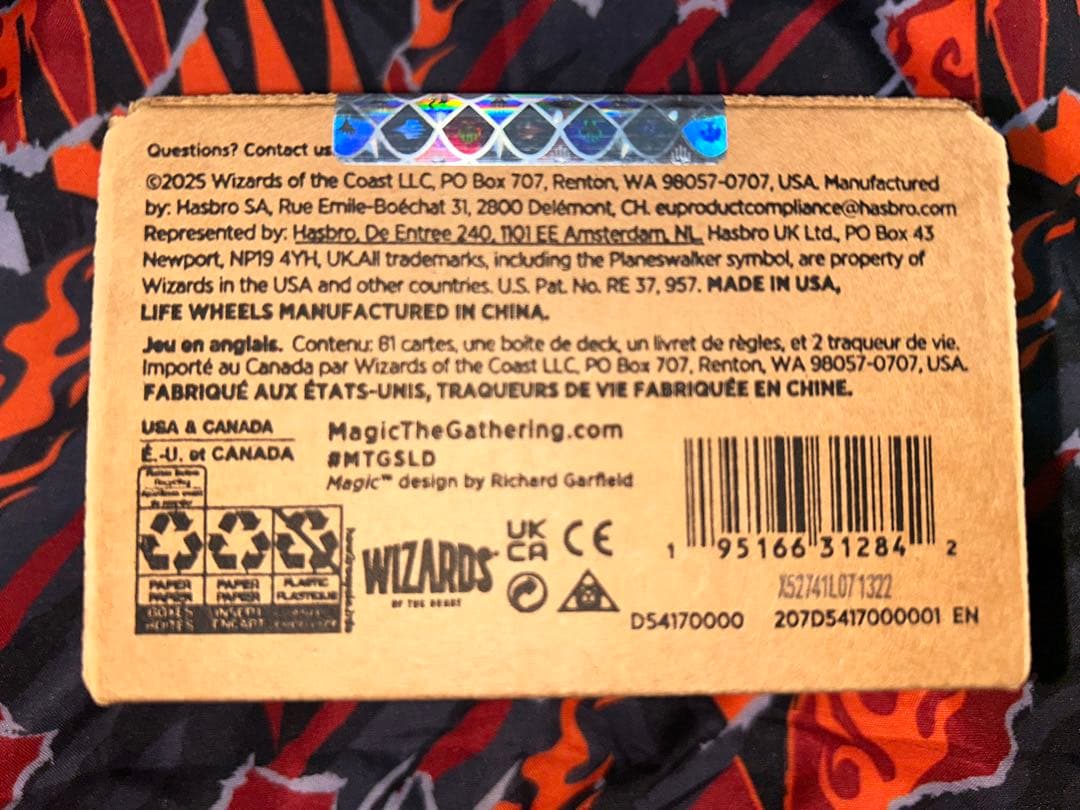 Questions? Contact us
©2025 Wizards of the Coast LLC, PO Box 707, Renton, WA 98057-0707, USA. Manufactured
by: Hasbro SA, Rue Emile-Boéchat 31, 2800 Delémont, CH. euproductcompliance@hasbro.com
Represented by: Hasbro, De Entree 240, 1101 EE Amsterdam, NL. Hasbro UK Ltd., PO Box 43
Newport, NP19 4YH, UK.All trademarks, including the Planeswalker symbol, are property of
Wizards in the USA and other countries. U.S. Pat. No. RE 37, 957. MADE IN USA,
LIFE WHEELS MANUFACTURED IN CHINA.
Jeu en anglais. Contenu: 81 cartes, une boîte de deck, un livret de règles, et 2 traqueur de vie.
Importé au Canada par Wizards of the Coast LLC, PO Box 707, Renton, WA 98057-0707, USA.
FABRIQUÉ AUX ÉTATS-UNIS, TRAQUEURS DE VIE FABRIQUÉE EN CHINE.
USA & CANADA
É.-U. et CANADA
MagicTheGathering.com
#MTGSLD
Magic™ design by Richard Garfield
PAPER PAPER PLASTIC
PAPIER PAPIER PLASTIQUE
BOXES INSERT
BOÎTES ENCART
WIZARDS
OF THE COAST
UK
CA CE
1 95166 31284 2
X52741L071322
D54170000 207D5417000001 EN